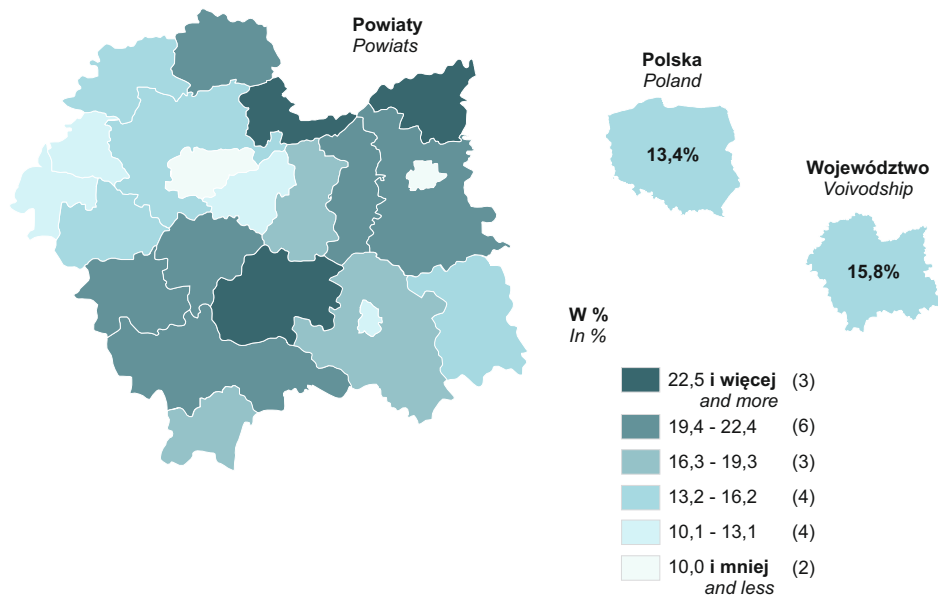 Powiaty
Powiats
Polska
Poland
13,4%
Województwo
Voivodship
15,8%
W %
In %
22,5 i więcej (3)
and more
19,4 - 22,4 (6)
16,3 - 19,3 (3)
13,2 - 16,2 (4)
10,1 - 13,1 (4)
10,0 i mniej (2)
and less